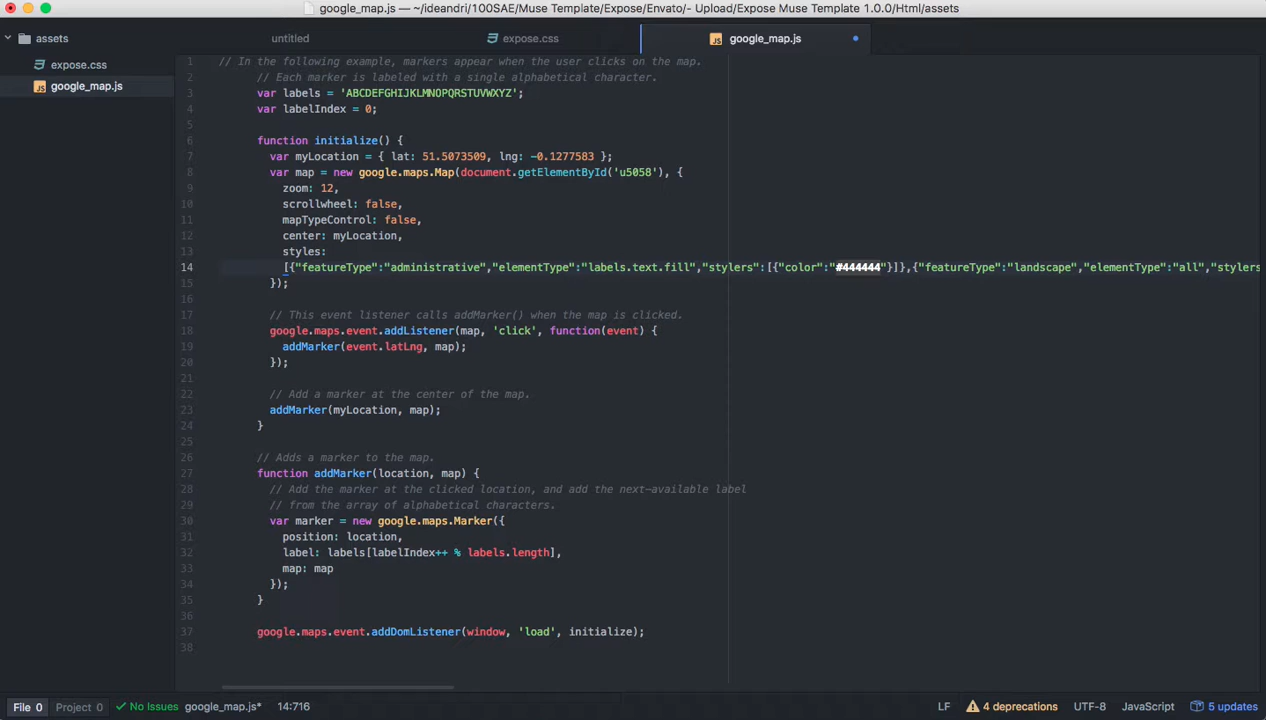 google_map.js — ~/ideandri/100SAE/Muse Template/Expose/Envato/- Upload/Expose Muse Template 1.0.0/Html/assets
assets
expose.css
google_map.js
untitled
expose.css
google_map.js
1 // In the following example, markers appear when the user clicks on the map.
2 // Each marker is labeled with a single alphabetical character.
3 var labels = 'ABCDEFGHIJKLMNOPQRSTUVWXYZ';
4 var labelIndex = 0;
5
6 function initialize() {
7 var myLocation = { lat: 51.5073509, lng: -0.1277583 };
8 var map = new google.maps.Map(document.getElementById('u5058'), {
9 zoom: 12,
10 scrollwheel: false,
11 mapTypeControl: false,
12 center: myLocation,
13 styles:
14 [{"featureType":"administrative","elementType":"labels.text.fill","stylers":[{"color":"#444444"}]},{"featureType":"landscape","elementType":"all","stylers
15 });
16
17 // This event listener calls addMarker() when the map is clicked.
18 google.maps.event.addListener(map, 'click', function(event) {
19 addMarker(event.latLng, map);
20 });
21
22 // Add a marker at the center of the map.
23 addMarker(myLocation, map);
24 }
25
26 // Adds a marker to the map.
27 function addMarker(location, map) {
28 // Add the marker at the clicked location, and add the next-available label
29 // from the array of alphabetical characters.
30 var marker = new google.maps.Marker({
31 position: location,
32 label: labels[labelIndex++ % labels.length],
33 map: map
34 });
35 }
36
37 google.maps.event.addDomListener(window, 'load', initialize);
38
File 0 Project 0 No Issues google_map.js* 14:716 LF 4 deprecations UTF-8 JavaScript 5 updates